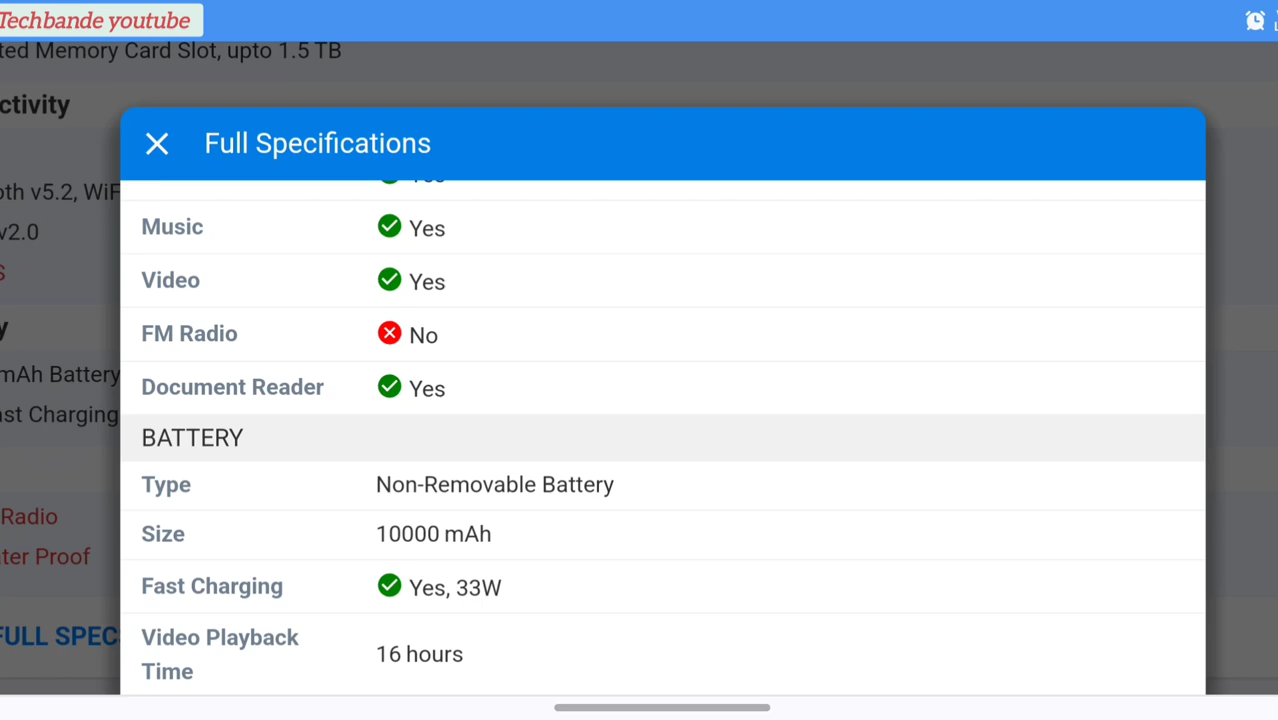 Techbande youtube
ted Memory Card Slot, upto 1.5 TB
ctivity
Full Specifications
oth v5.2, WiF
Music Yes
v2.0
Video Yes
S
FM Radio No
y
mAh Battery
Document Reader Yes
ast Charging
BATTERY
Type Non-Removable Battery
Radio
Size 10000 mAh
ter Proof
Fast Charging Yes, 33W
FULL SPECS
Video Playback
Time
16 hours